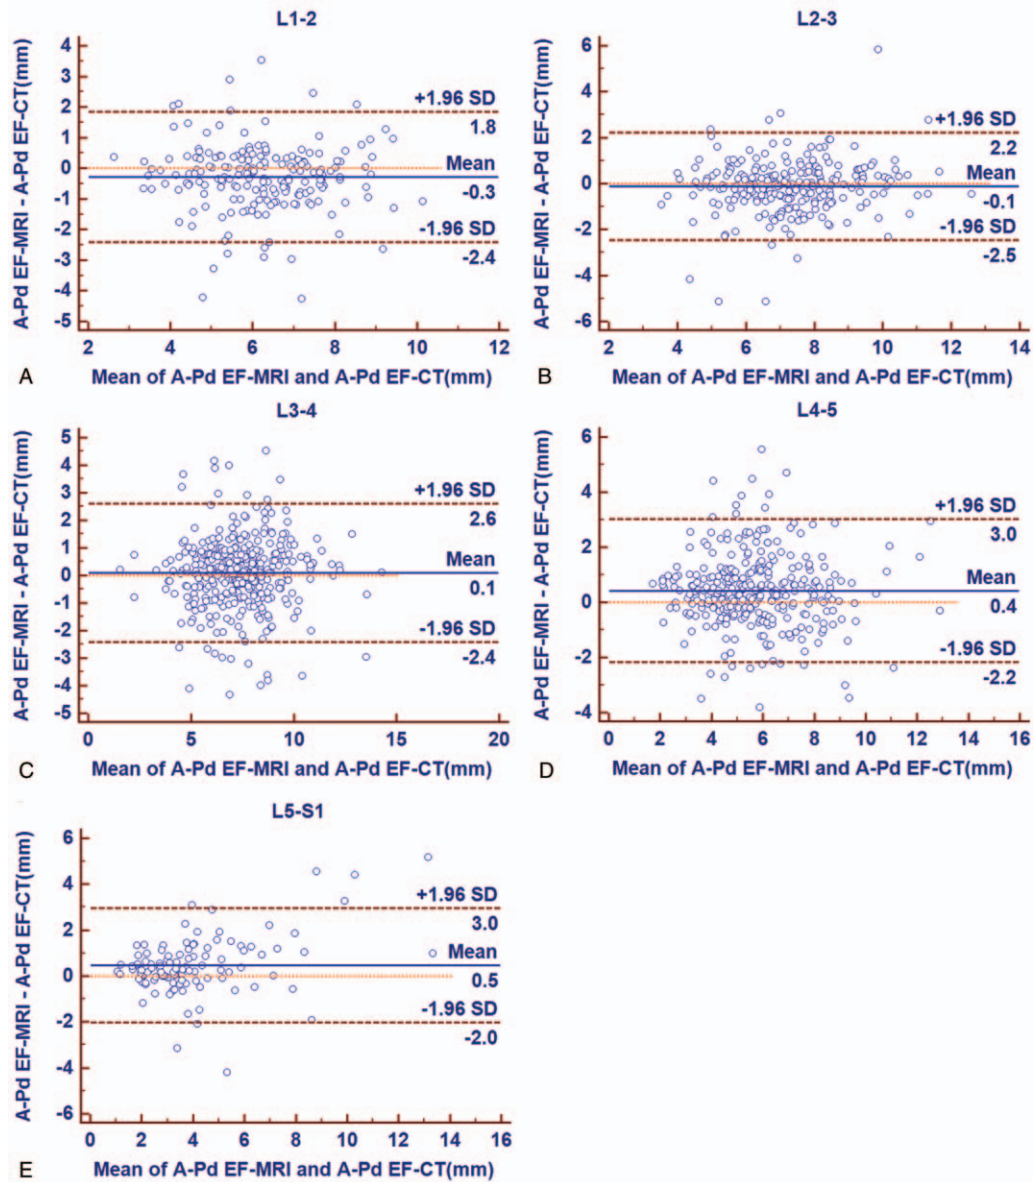 L1-2
A-Pd EF-MRI - A-Pd EF-CT(mm)
4
3
2
1
0
-1
-2
-3
-4
-5
+1.96 SD
1.8
Mean
-0.3
-1.96 SD
-2.4
2 4 6 8 10 12
A
Mean of A-Pd EF-MRI and A-Pd EF-CT(mm)
L2-3
A-Pd EF-MRI - A-Pd EF-CT(mm)
6
4
2
0
-2
-4
-6
+1.96 SD
2.2
Mean
-0.1
-1.96 SD
-2.5
2 4 6 8 10 12 14
B
Mean of A-Pd EF-MRI and A-Pd EF-CT(mm)
L3-4
A-Pd EF-MRI - A-Pd EF-CT(mm)
5
4
3
2
1
0
-1
-2
-3
-4
-5
+1.96 SD
2.6
Mean
0.1
-1.96 SD
-2.4
0 5 10 15 20
C
Mean of A-Pd EF-MRI and A-Pd EF-CT(mm)
L4-5
A-Pd EF-MRI - A-Pd EF-CT(mm)
6
4
2
0
-2
-4
+1.96 SD
3.0
Mean
0.4
-1.96 SD
-2.2
0 2 4 6 8 10 12 14 16
D
Mean of A-Pd EF-MRI and A-Pd EF-CT(mm)
L5-S1
A-Pd EF-MRI - A-Pd EF-CT(mm)
6
4
2
0
-2
-4
-6
+1.96 SD
3.0
Mean
0.5
-1.96 SD
-2.0
0 2 4 6 8 10 12 14 16
E
Mean of A-Pd EF-MRI and A-Pd EF-CT(mm)